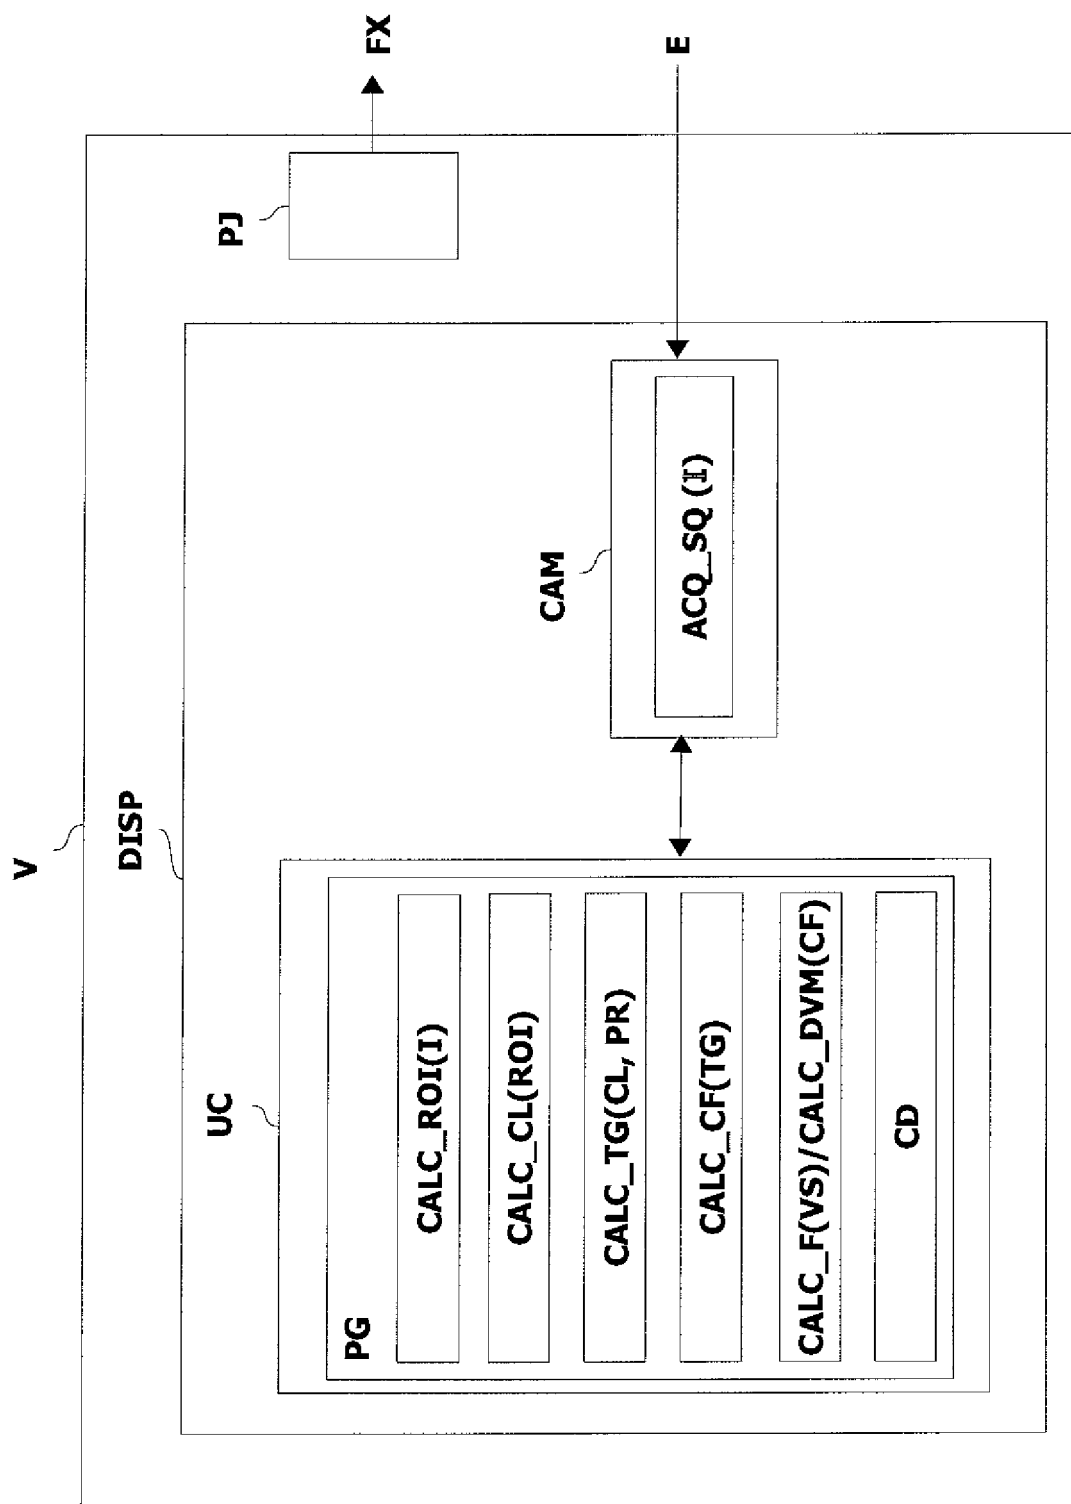 V
DISP
UC
PG
CALC_ROI(I)
CALC_CL(ROI)
CALC_TG(CL, PR)
CALC_CF(TG)
CALC_F(VS)/CALC_DVM(CF)
CD
CAM
ACQ_SQ (I)
PJ
FX
E